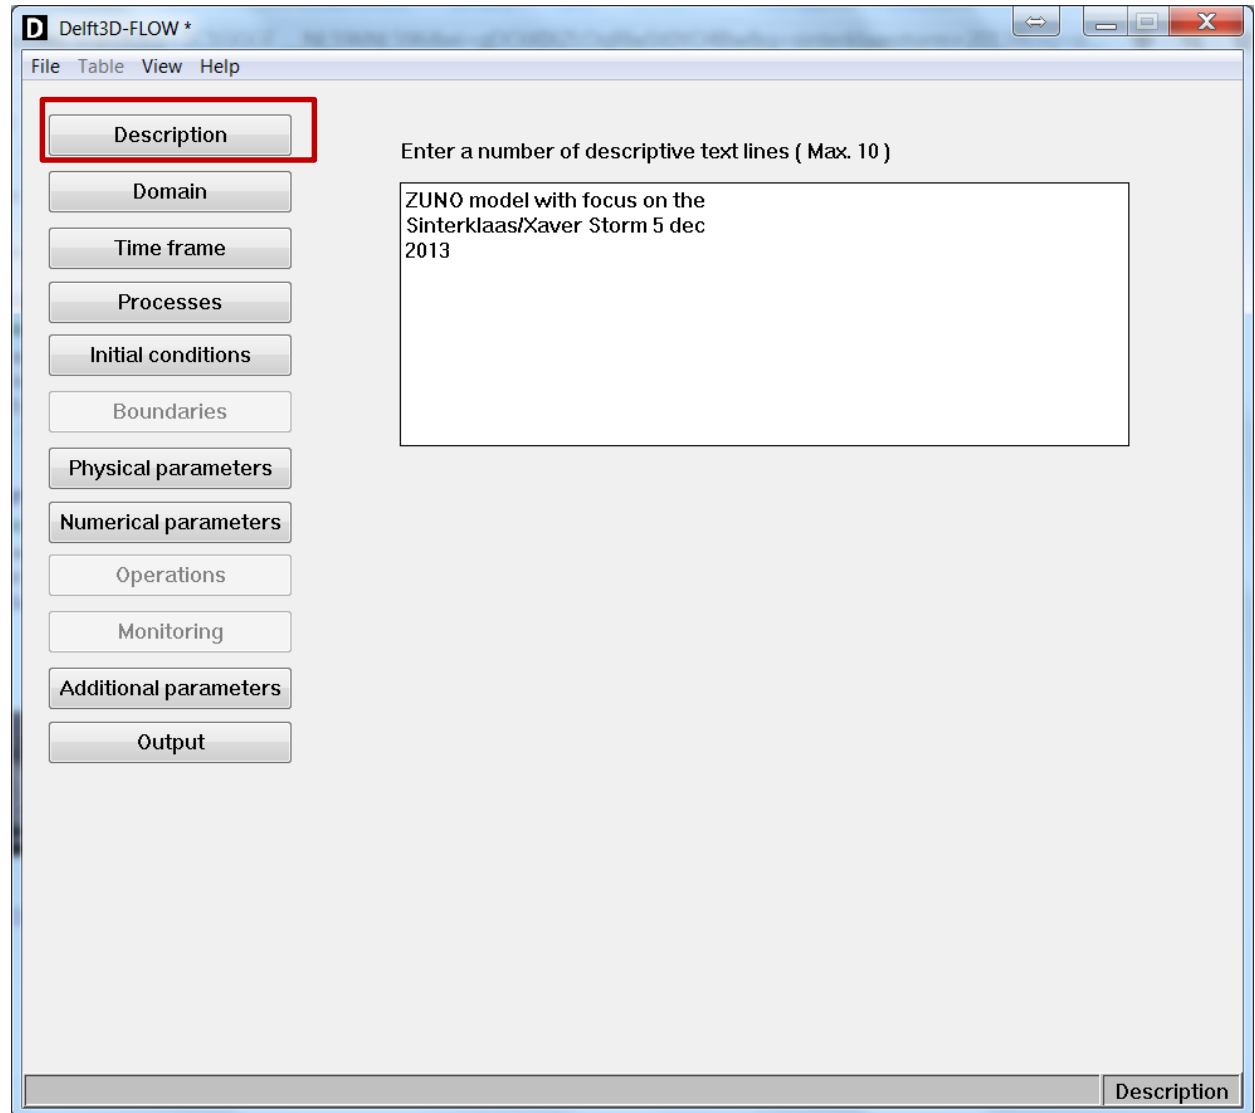 D Delft3D-FLOW *
X
File Table View Help
Description
Domain
Time frame
Processes
Initial conditions
Boundaries
Physical parameters
Numerical parameters
Operations
Monitoring
Additional parameters
Output
Enter a number of descriptive text lines ( Max. 10 )
ZUNO model with focus on the
Sinterklaas/Xaver Storm 5 dec
2013
Description